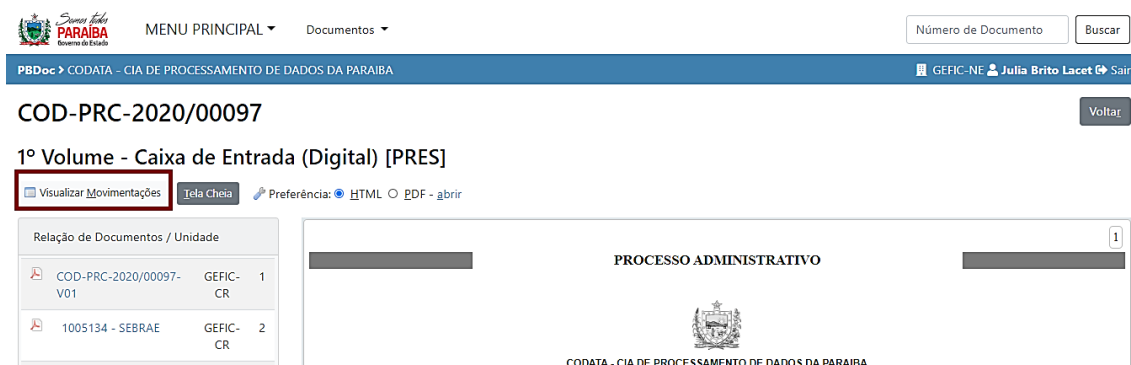 Somos todos
PARAÍBA
Governo do Estado
MENU PRINCIPAL
Documentos
Número de Documento
Buscar
PBDoc > CODATA - CIA DE PROCESSAMENTO DE DADOS DA PARAIBA
GEFIC-NE Julia Brito Lacet Sair
COD-PRC-2020/00097
Voltar
1º Volume - Caixa de Entrada (Digital) [PRES]
Visualizar Movimentações
Tela Cheia
Preferência: HTML PDF - abrir
Relação de Documentos / Unidade
COD-PRC-2020/00097-V01 GEFIC-CR 1
1005134 - SEBRAE GEFIC-CR 2
1
PROCESSO ADMINISTRATIVO
CODATA - CIA DE PROCESSAMENTO DE DADOS DA PARAIBA